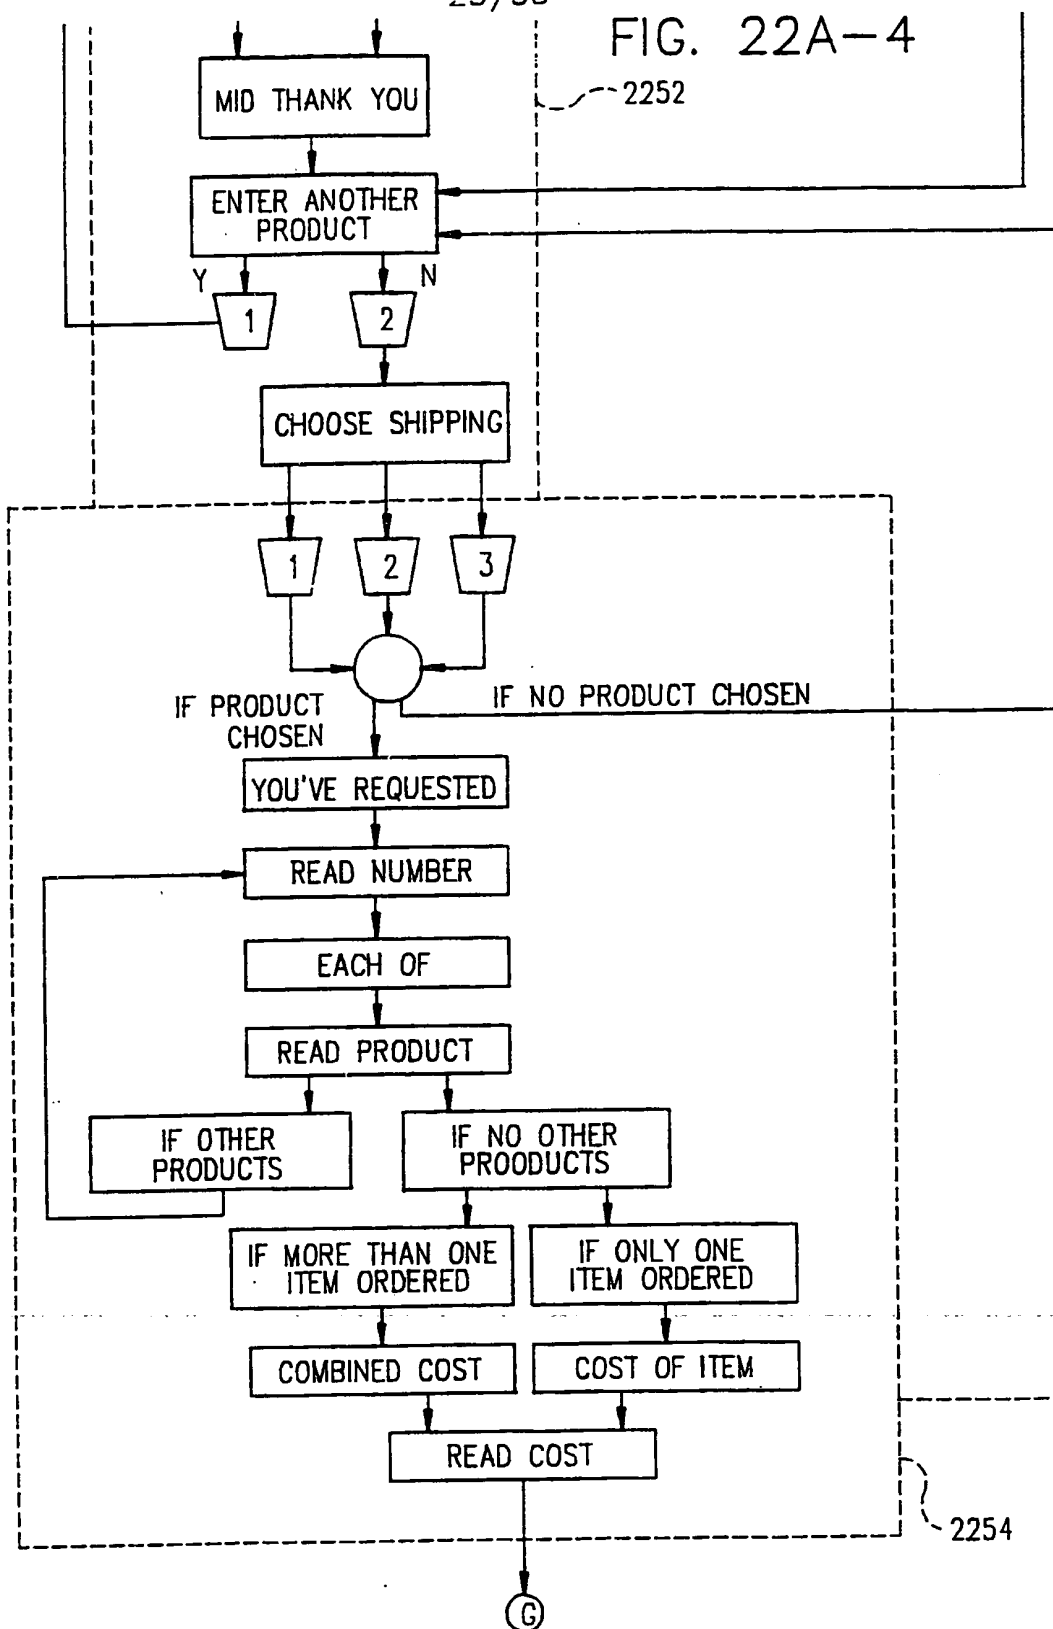 FIG. 22A-4
MID THANK YOU
2252
ENTER ANOTHER
PRODUCT
Y
N
1
2
CHOOSE SHIPPING
1
2
3
IF PRODUCT
CHOSEN
IF NO PRODUCT CHOSEN
YOU'VE REQUESTED
READ NUMBER
EACH OF
READ PRODUCT
IF OTHER
PRODUCTS
IF NO OTHER
PROODUCTS
IF MORE THAN ONE
ITEM ORDERED
IF ONLY ONE
ITEM ORDERED
COMBINED COST
COST OF ITEM
READ COST
2254
G